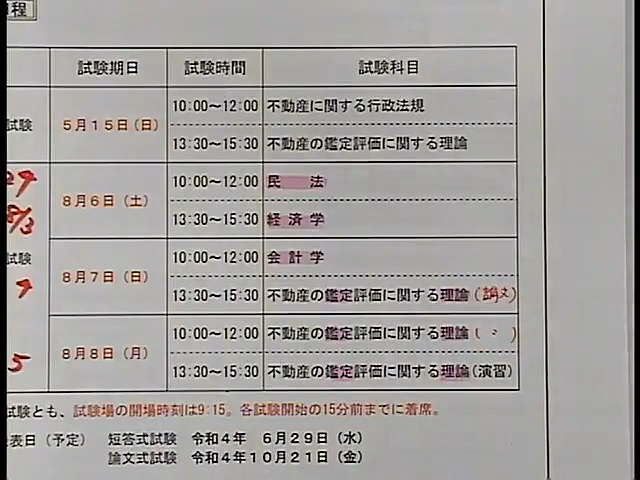 程
試験期日 試験時間 試験科目
試験 5月15日(日) 10:00～12:00 不動産に関する行政法規
13:30～15:30 不動産の鑑定評価に関する理論
8月6日(土) 10:00～12:00 民 法
8/3 13:30～15:30 経済学
試験 8月7日(日) 10:00～12:00 会計学
13:30～15:30 不動産の鑑定評価に関する理論(論文)
8月8日(月) 10:00～12:00 不動産の鑑定評価に関する理論( 〃 )
5 13:30～15:30 不動産の鑑定評価に関する理論(演習)
試験とも、試験場の開場時刻は9:15。各試験開始の15分前までに着席。
表日(予定) 短答式試験 令和4年 6月29日(水)
論文式試験 令和4年10月21日(金)